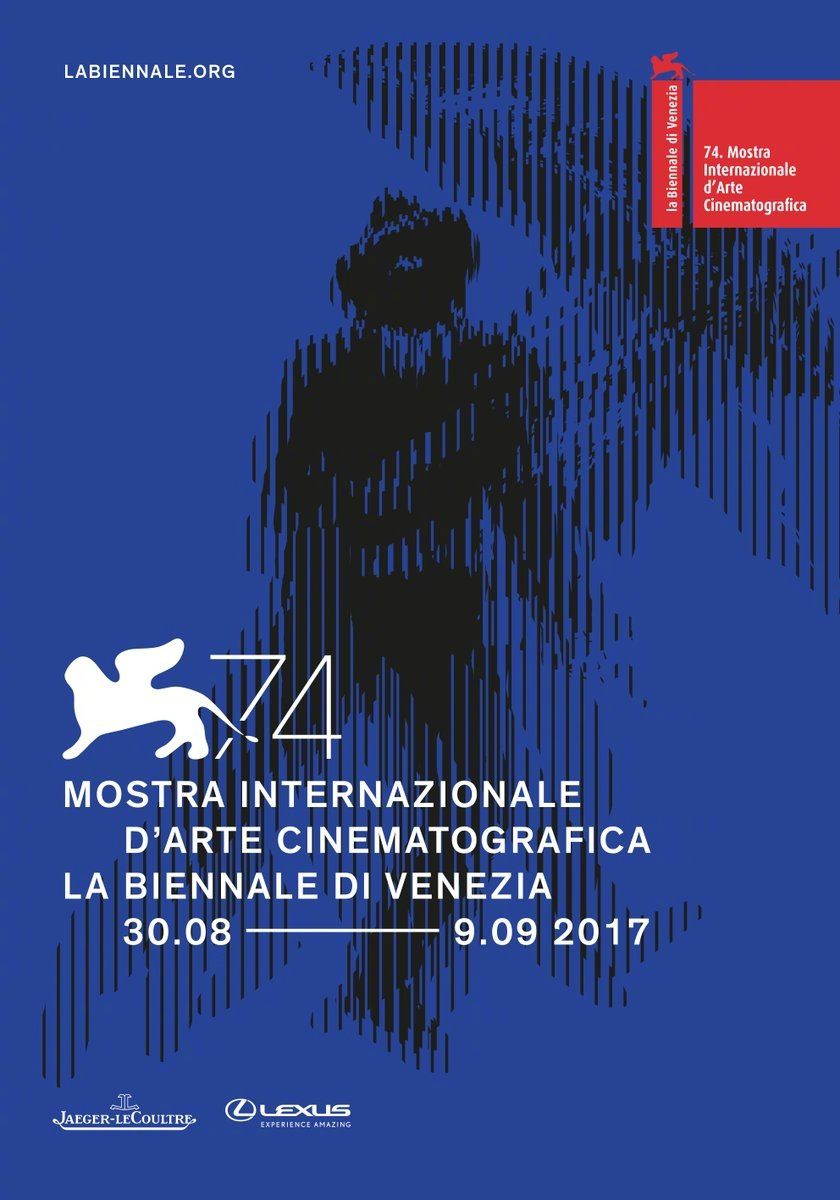 LABIENNALE.ORG
la Biennale di Venezia
74. Mostra
Internazionale
d'Arte
Cinematografica
74
MOSTRA INTERNAZIONALE
D'ARTE CINEMATOGRAFICA
LA BIENNALE DI VENEZIA
30.08 — 9.09 2017
JAEGER-LECOULTRE
LEXUS
EXPERIENCE AMAZING